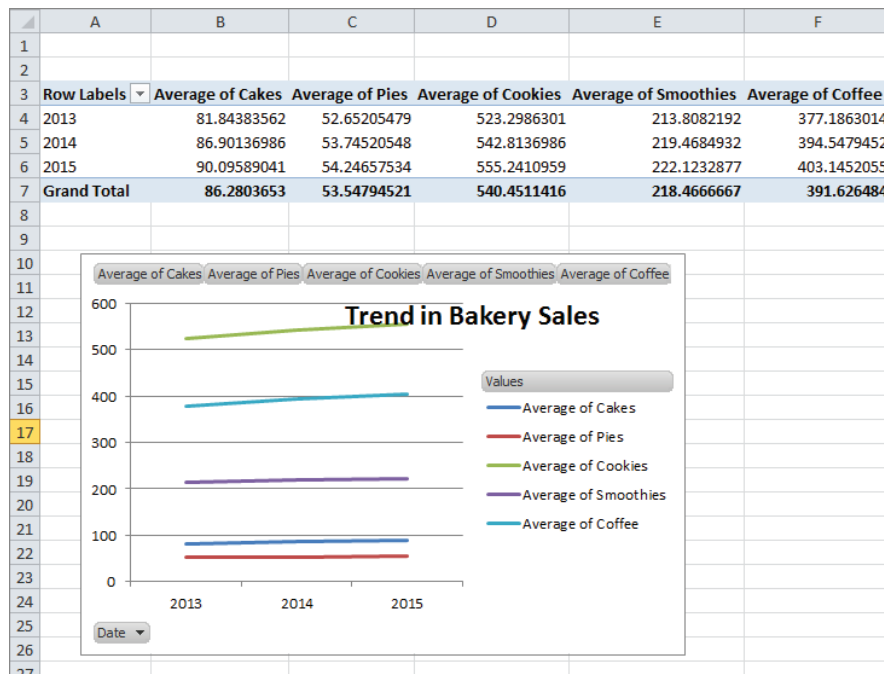 A B C D E F
1
2
3 Row Labels Average of Cakes Average of Pies Average of Cookies Average of Smoothies Average of Coffee
4 2013 81.84383562 52.65205479 523.2986301 213.8082192 377.1863014
5 2014 86.90136986 53.74520548 542.8136986 219.4684932 394.5479452
6 2015 90.09589041 54.24657534 555.2410959 222.1232877 403.1452055
7 Grand Total 86.2803653 53.54794521 540.4511416 218.4666667 391.626484
8
9
10
11
12
13
14
15
16
17
18
19
20
21
22
23
24
25
26
27
Average of Cakes Average of Pies Average of Cookies Average of Smoothies Average of Coffee
Trend in Bakery Sales
600
500
400
300
200
100
0
2013 2014 2015
Values
Average of Cakes
Average of Pies
Average of Cookies
Average of Smoothies
Average of Coffee
Date